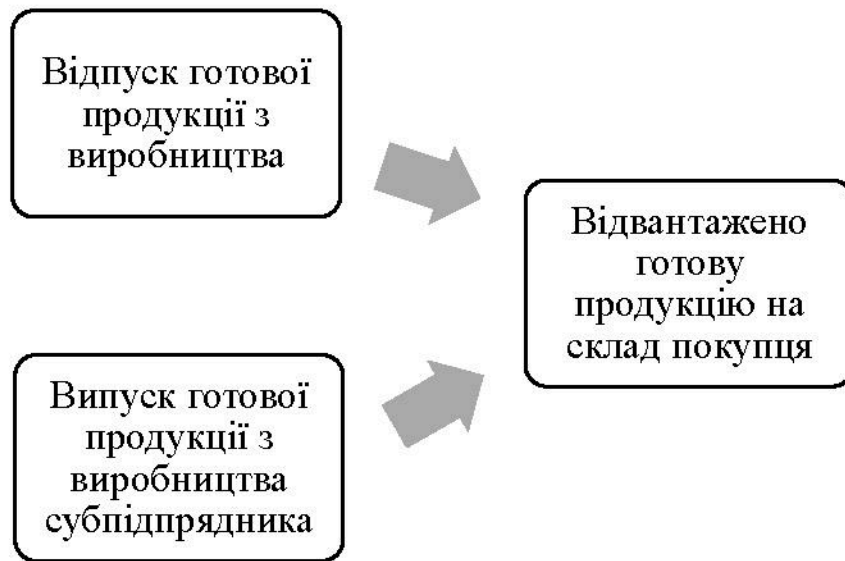 Відпуск готової
продукції з
виробництва
Відвантажено
готову
продукцію на
склад покупця
Випуск готової
продукції з
виробництва
субпідпрядника